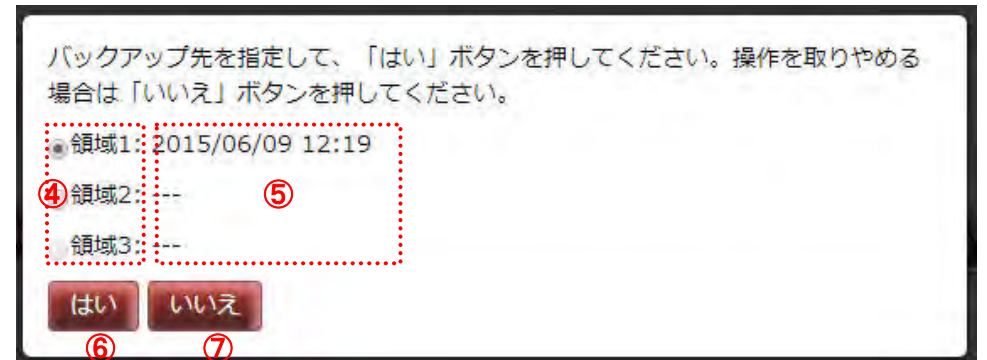 バックアップ先を指定して、「はい」ボタンを押してください。操作を取りやめる
場合は「いいえ」ボタンを押してください。
領域1: 2015/06/09 12:19
④領域2: --- ⑤
領域3: ---
はい いいえ
⑥ ⑦